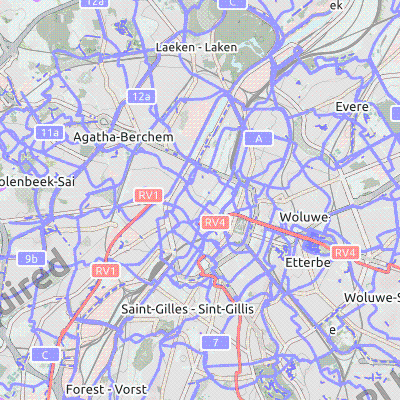 12a
C
ek
Laeken - Laken
12a
Evere
11a
Agatha-Berchem
A
olenbeek-Sai
RV1
RV4
Woluwe
RV4
9b
RV1
Etterbe
quired
Woluwe-S
Saint-Gilles - Sint-Gillis
e
7
C
Forest - Vorst